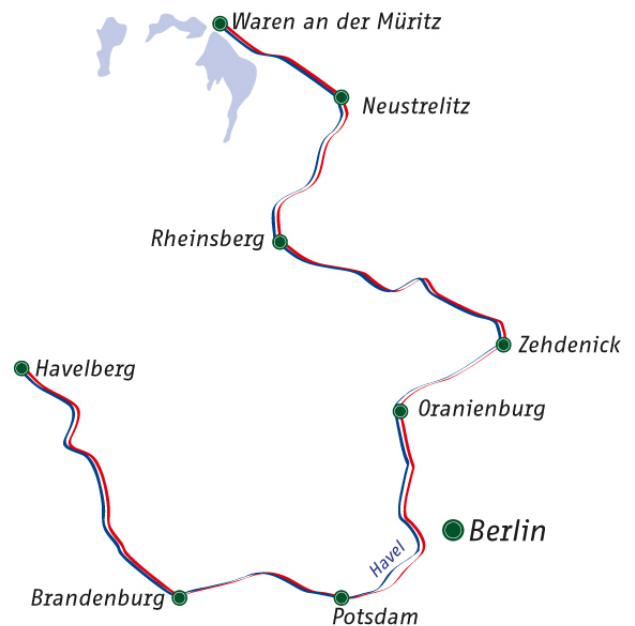 Waren an der Müritz
Neustrelitz
Rheinsberg
Zehdenick
Havelberg
Oranienburg
Berlin
Havel
Brandenburg
Potsdam